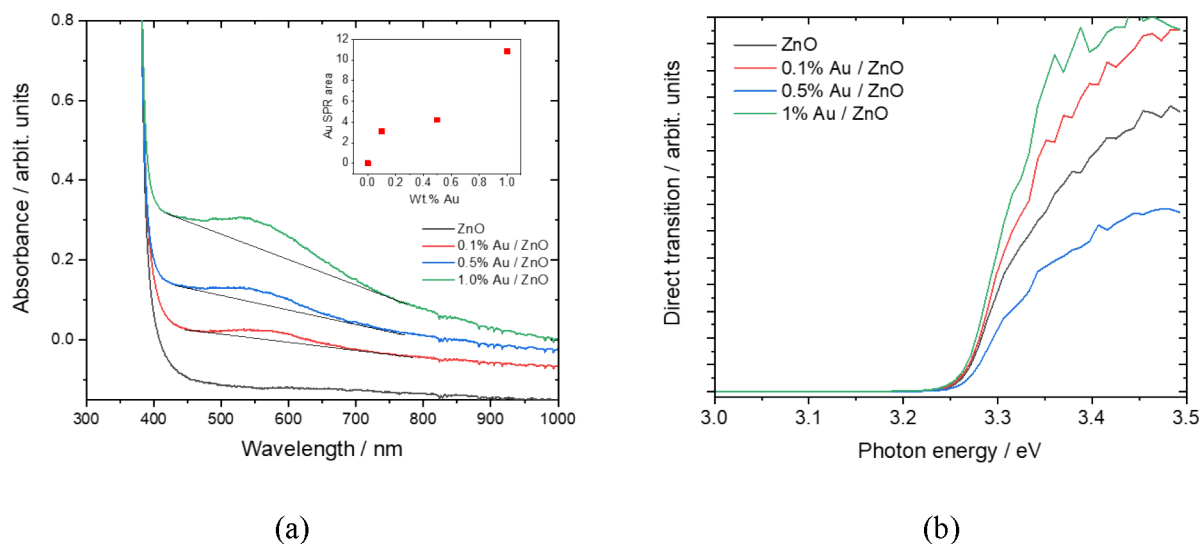 0.8
0.6
0.4
0.2
0.0
Absorbance / arbit. units
300 400 500 600 700 800 900 1000
Wavelength / nm
12
10
8
6
4
2
0
Au SPR area
0.0 0.2 0.4 0.6 0.8 1.0
Wt.% Au
ZnO
0.1% Au / ZnO
0.5% Au / ZnO
1.0% Au / ZnO
(a)
Direct transition / arbit. units
ZnO
0.1% Au / ZnO
0.5% Au / ZnO
1% Au / ZnO
3.0 3.1 3.2 3.3 3.4 3.5
Photon energy / eV
(b)